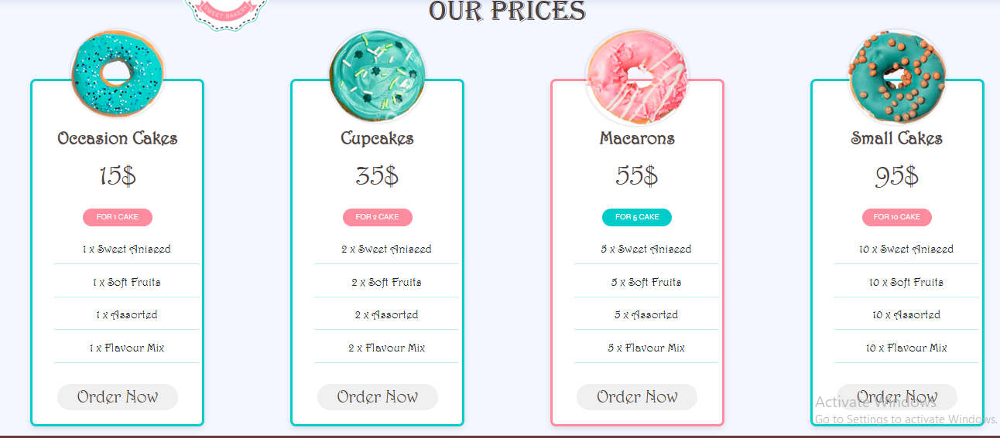 SWEET BAKERY
OUR PRICES
Occasion Cakes
15$
FOR 1 CAKE
1 x Sweet Aniseed
1 x Soft Fruits
1 x Assorted
1 x Flavour Mix
Order Now
Cupcakes
35$
FOR 2 CAKE
2 x Sweet Aniseed
2 x Soft Fruits
2 x Assorted
2 x Flavour Mix
Order Now
Macarons
55$
FOR 5 CAKE
5 x Sweet Aniseed
5 x Soft Fruits
5 x Assorted
5 x Flavour Mix
Order Now
Small Cakes
95$
FOR 10 CAKE
10 x Sweet Aniseed
10 x Soft Fruits
10 x Assorted
10 x Flavour Mix
Order Now
Activate Windows
Go to Settings to activate Windows.